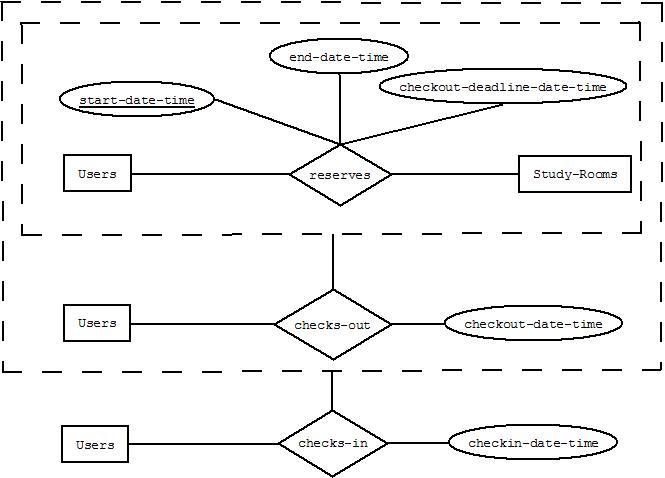 end-date-time
start-date-time
checkout-deadline-date-time
Users
reserves
Study-Rooms
Users
checks-out
checkout-date-time
Users
checks-in
checkin-date-time